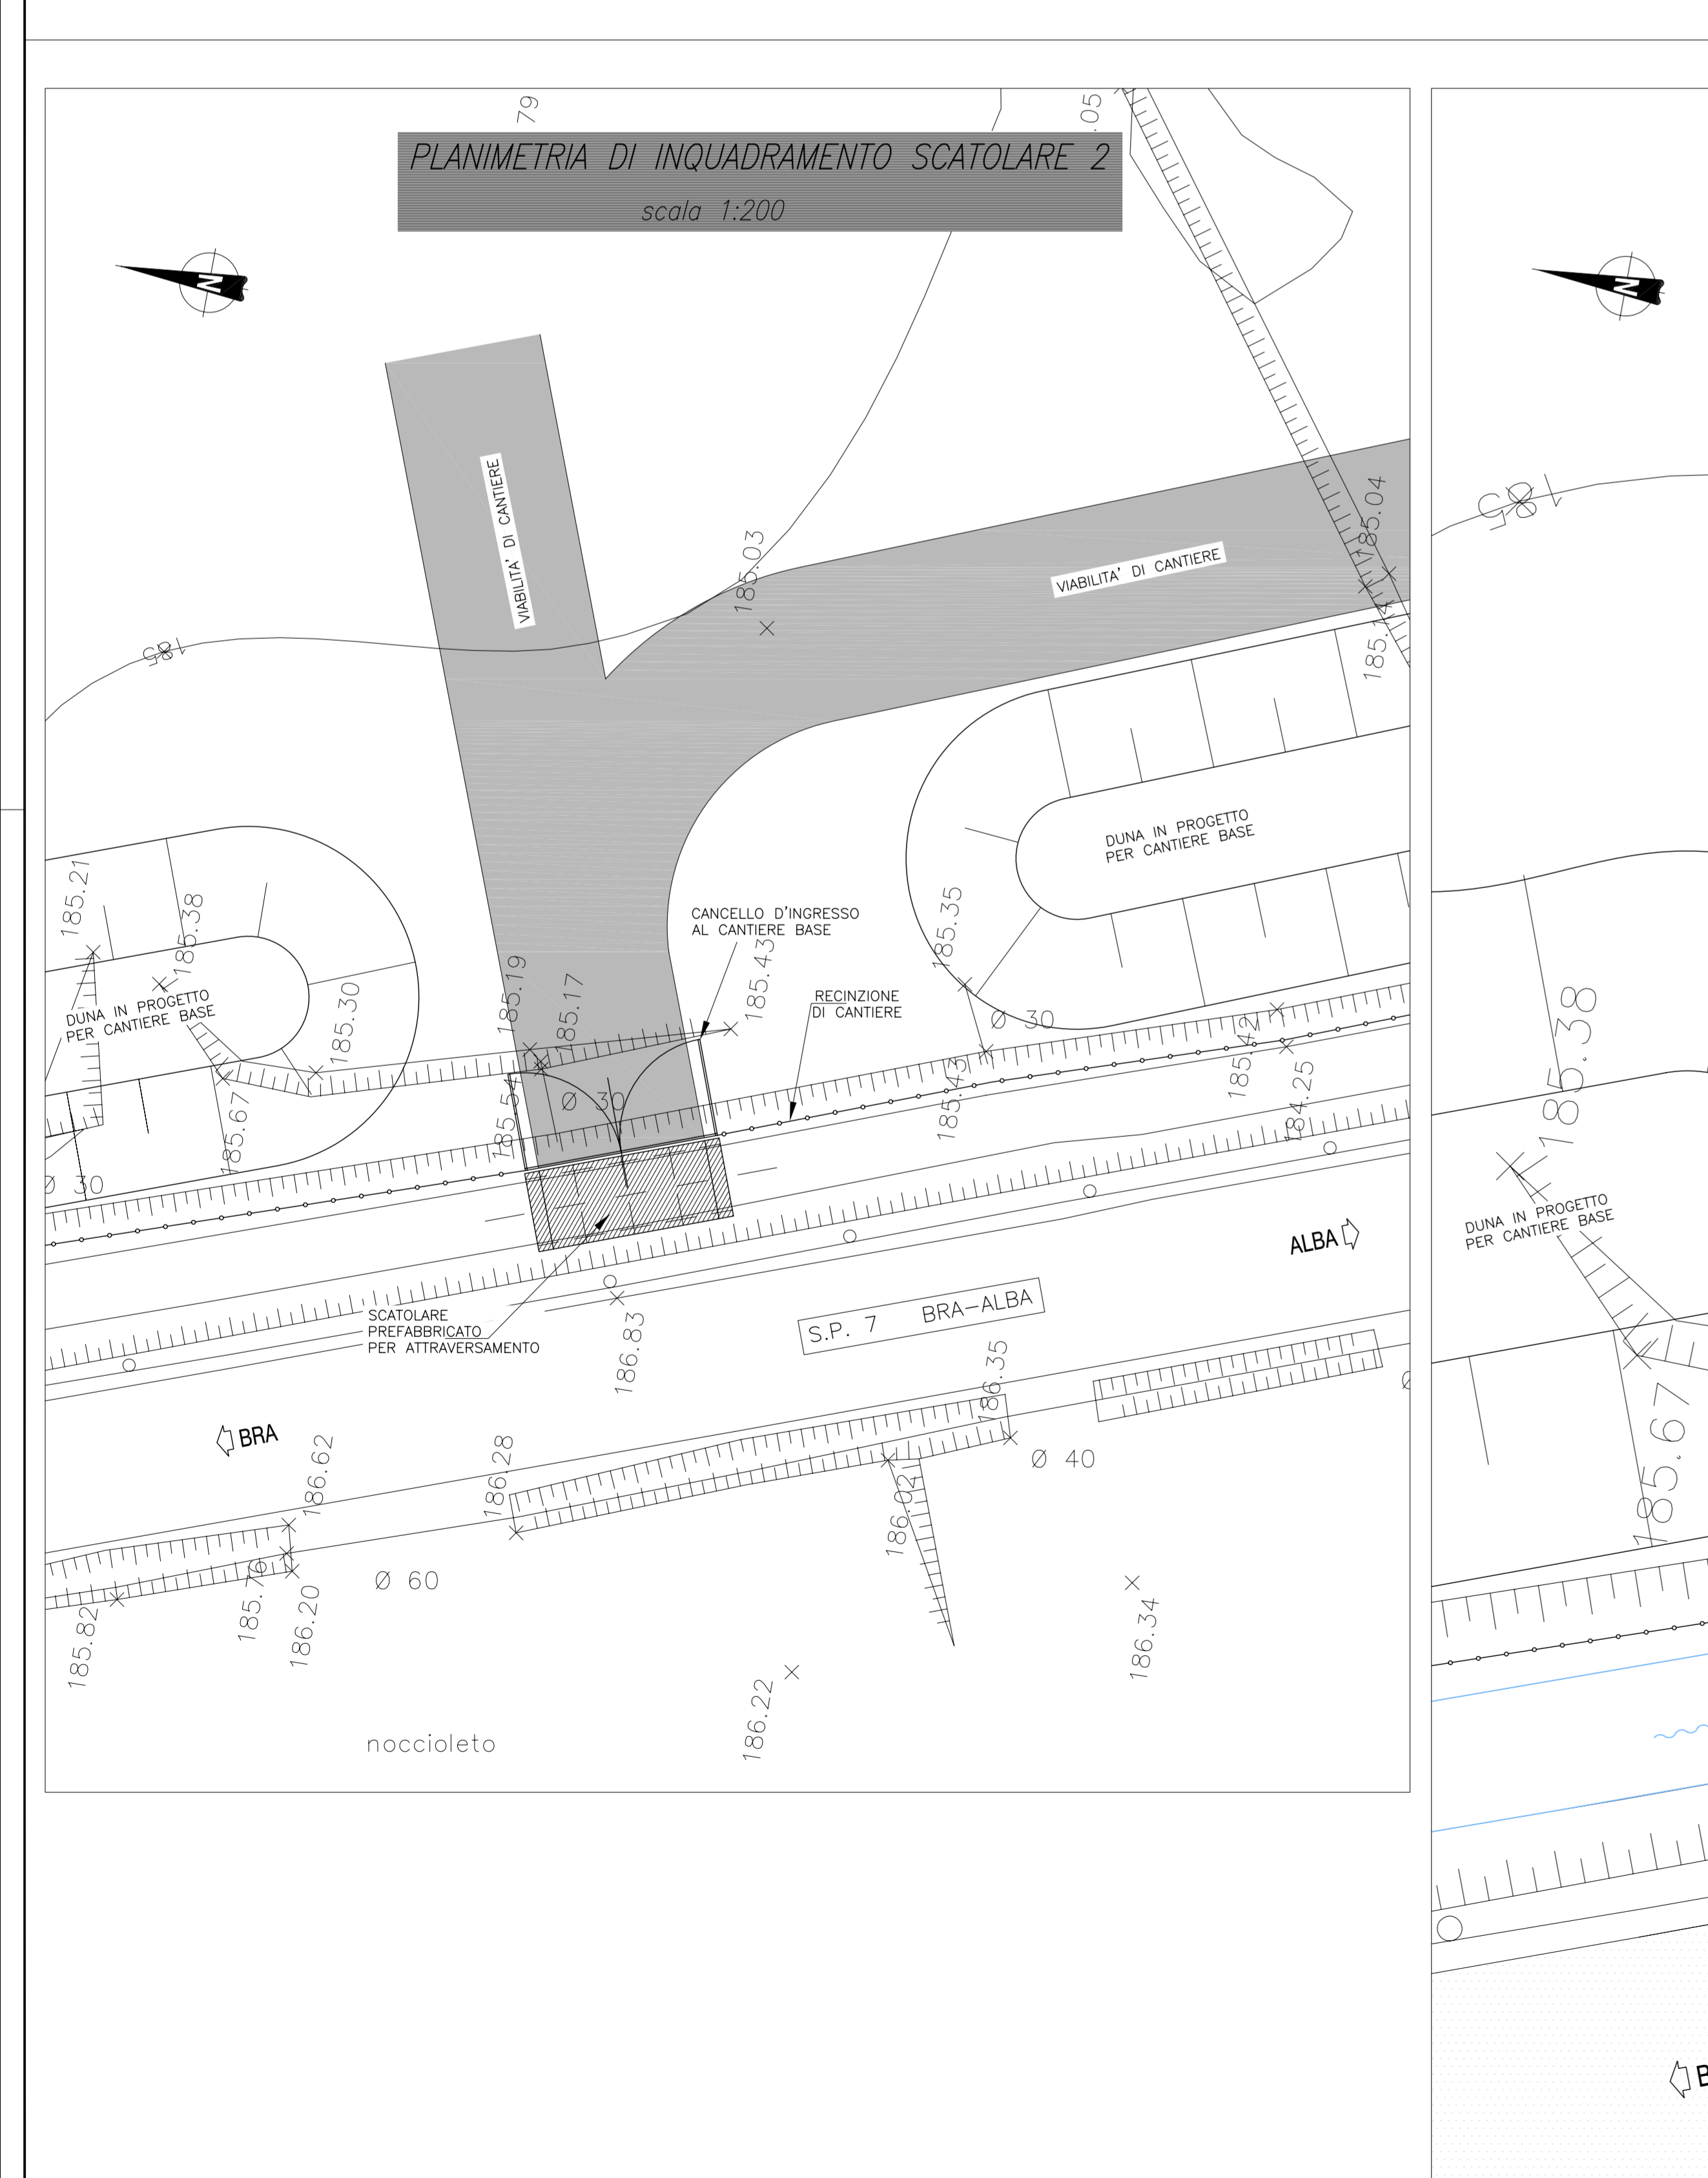 79
.05
PLANIMETRIA DI INQUADRAMENTO SCATOLARE 2
scala 1:200
N
N
VIABILITA' DI CANTIERE
185.03
VIABILITA' DI CANTIERE
185.04
185
185
185.14
DUNA IN PROGETTO
PER CANTIERE BASE
185.21
185.38
CANCELLO D'INGRESSO
AL CANTIERE BASE
185.35
185.19
185.17
185.43
RECINZIONE
DI CANTIERE
DUNA IN PROGETTO
PER CANTIERE BASE
185.30
Ø 30
185.42
185.67
185.54
Ø 30
185.43
184.25
Ø 30
185.38
DUNA IN PROGETTO
PER CANTIERE BASE
ALBA
SCATOLARE
PREFABBRICATO
PER ATTRAVERSAMENTO
S.P. 7 BRA-ALBA
186.83
186.35
Ø
BRA
186.62
186.28
Ø 40
185.67
186.02
185.76
Ø 60
185.82
186.20
186.34
186.22
noccioleto
B